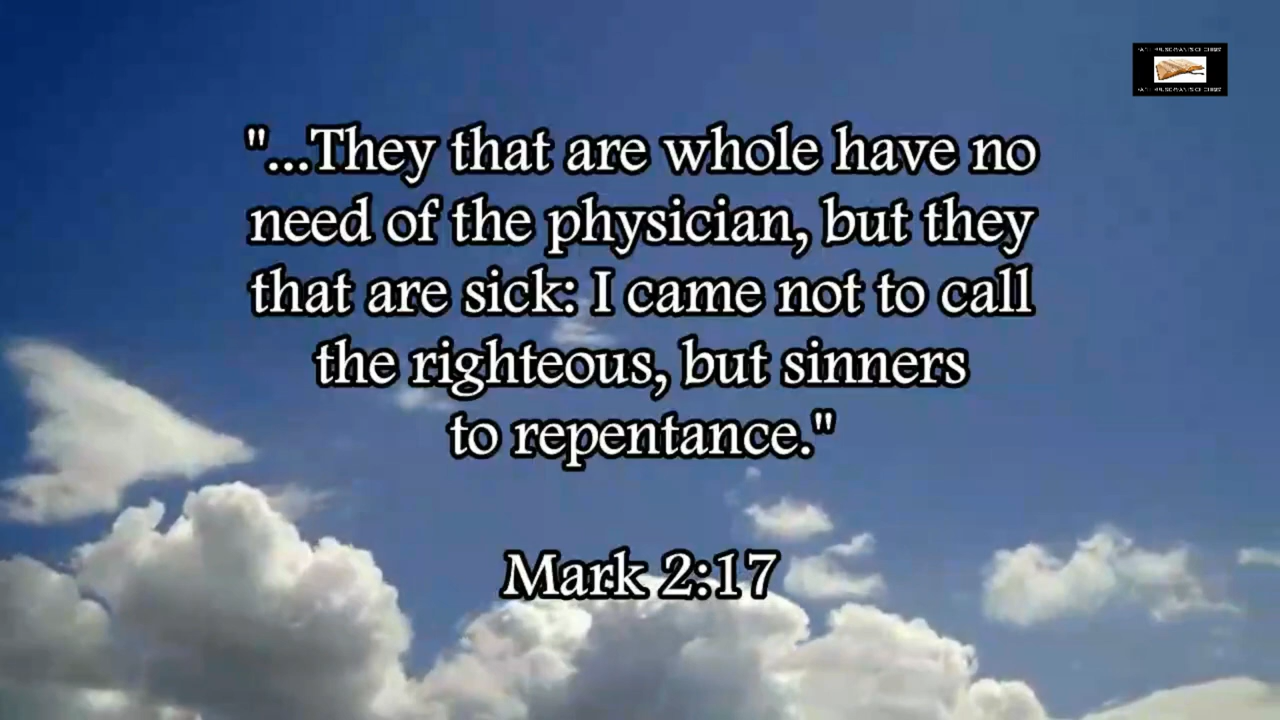 "...They that are whole have no
need of the physician, but they
that are sick: I came not to call
the righteous, but sinners
to repentance."
Mark 2:17